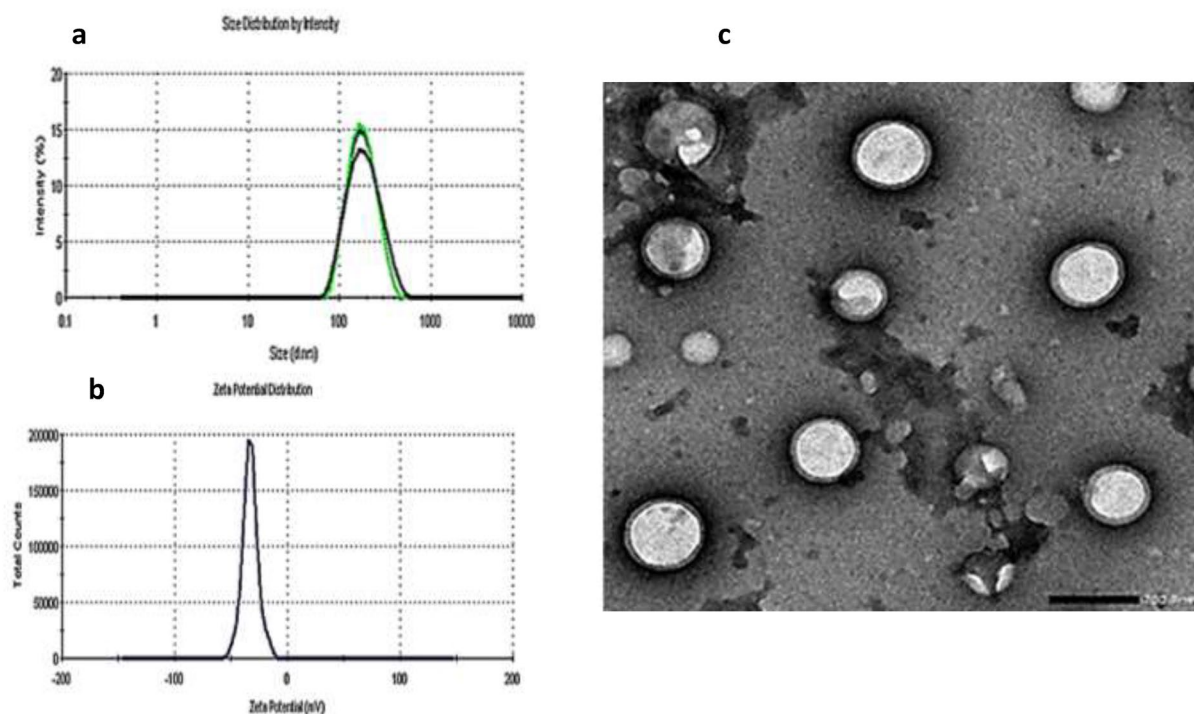 a
Size Distribution by Intensity
Intensity (%)
20
15
10
5
0
0.1 1 10 100 1000 10000
Size (d.nm)
b
Zeta Potential Distribution
Total Counts
200000
150000
100000
50000
0
-200 -100 0 100 200
Zeta Potential (mV)
c